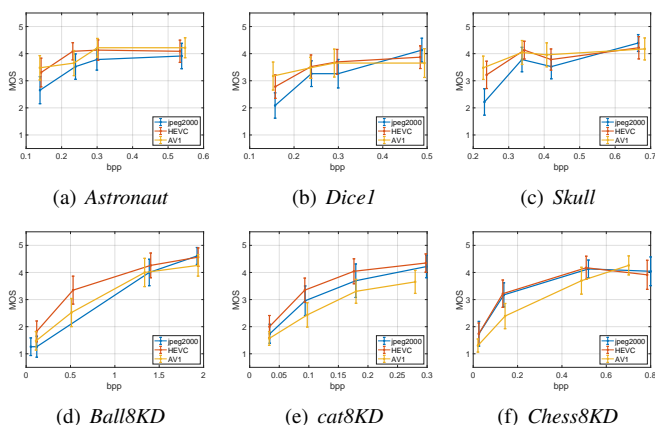 MOS
5
4
3
2
1
0.1 0.2 0.3 0.4 0.5 0.6
bpp
jpeg2000
HEVC
AV1
(a) Astronaut
MOS
5
4
3
2
1
0.1 0.2 0.3 0.4 0.5
bpp
jpeg2000
HEVC
AV1
(b) Dice1
MOS
5
4
3
2
1
0.2 0.3 0.4 0.5 0.6 0.7
bpp
jpeg2000
HEVC
AV1
(c) Skull
MOS
5
4
3
2
1
0 0.5 1 1.5 2
bpp
jpeg2000
HEVC
AV1
(d) Ball8KD
MOS
5
4
3
2
1
0 0.05 0.1 0.15 0.2 0.25 0.3
bpp
jpeg2000
HEVC
AV1
(e) cat8KD
MOS
5
4
3
2
1
0 0.2 0.4 0.6 0.8
bpp
jpeg2000
HEVC
AV1
(f) Chess8KD